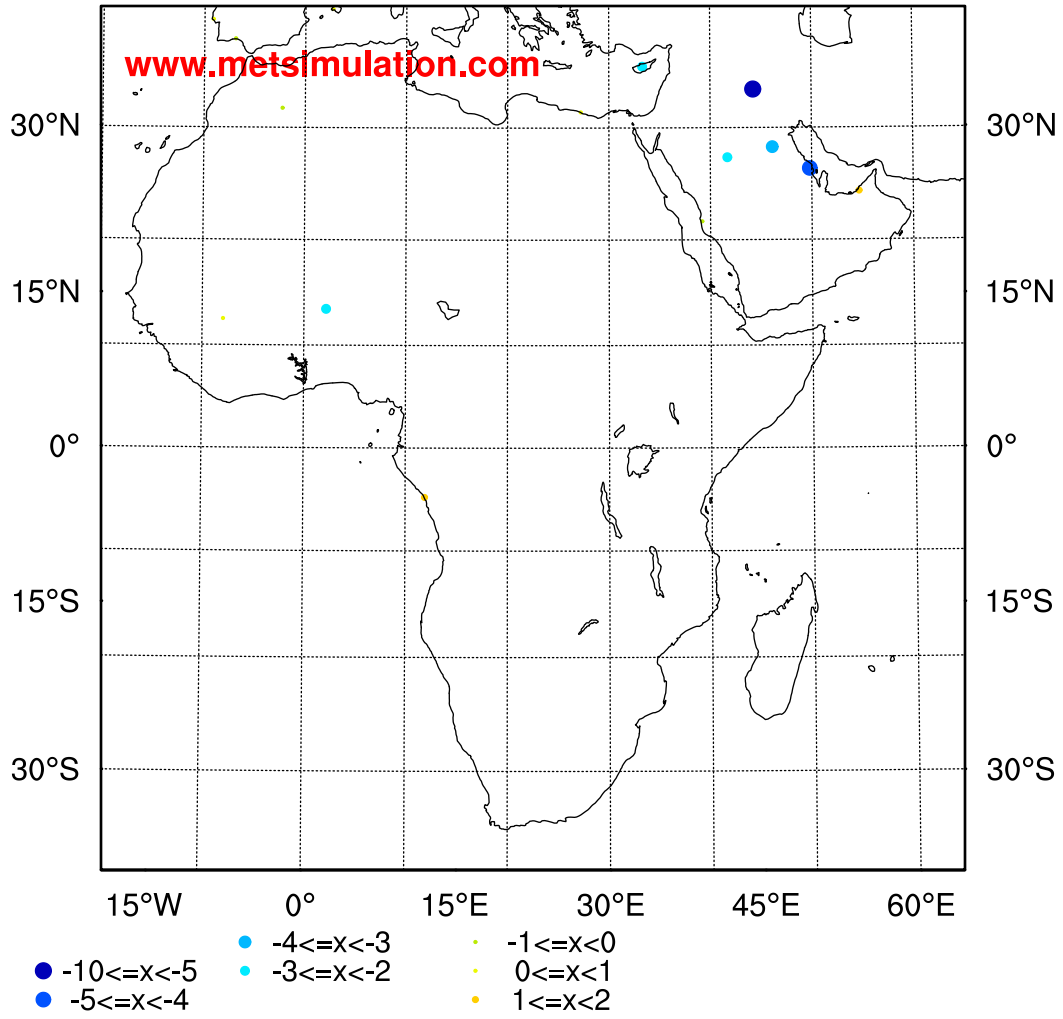 www.metsimulation.com
30°N 30°N
15°N 15°N
0° 0°
15°S 15°S
30°S 30°S
15°W 0° 15°E 30°E 45°E 60°E
-4<=x<-3 -1<=x<0
-10<=x<-5 -3<=x<-2 0<=x<1
-5<=x<-4 1<=x<2